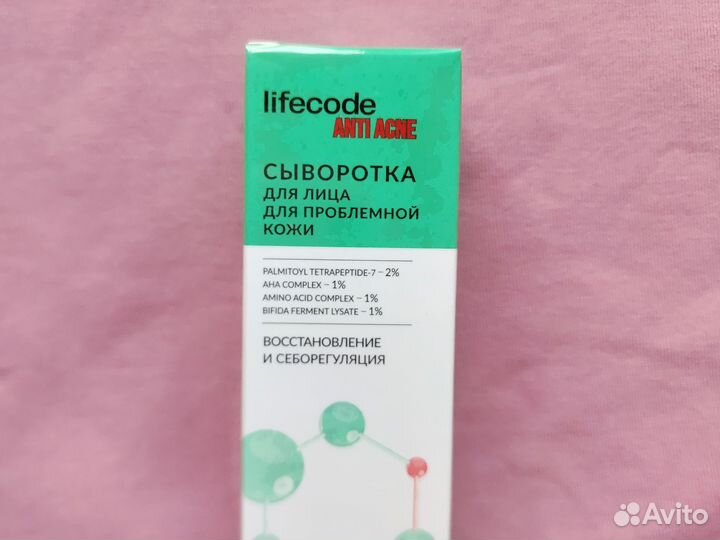 lifecode
ANTI ACNE
СЫВОРОТКА
ДЛЯ ЛИЦА
ДЛЯ ПРОБЛЕМНОЙ
КОЖИ
PALMITOYL TETRAPEPTIDE-7 – 2%
AHA COMPLEX – 1%
AMINO ACID COMPLEX – 1%
BIFIDA FERMENT LYSATE – 1%
ВОССТАНОВЛЕНИЕ
И СЕБОРЕГУЛЯЦИЯ
Avito